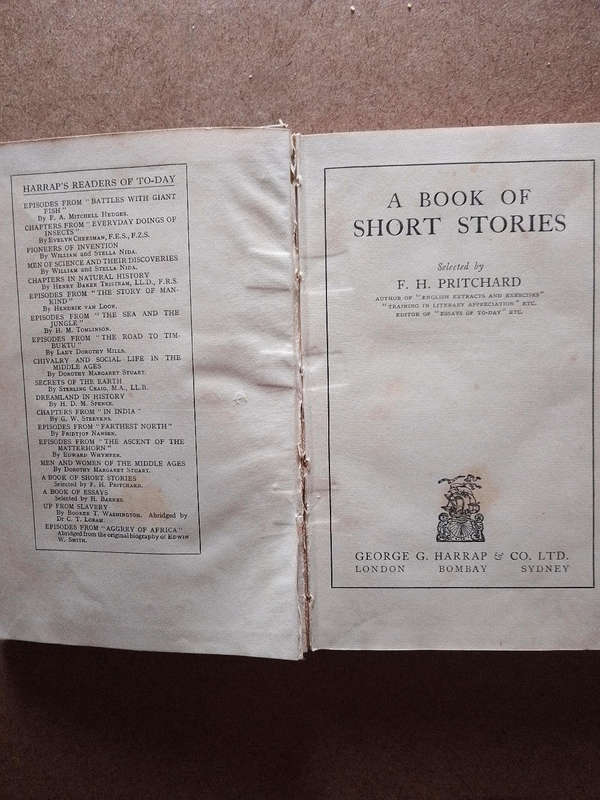 HARRAP'S READERS OF TO-DAY
EPISODES FROM "BATTLES WITH GIANT
FISH"
By F. A. Mitchell Hedges.
CHAPTERS FROM "EVERYDAY DOINGS OF
INSECTS"
By Evelyn Cheesman, F.E.S., F.Z.S.
PIONEERS OF INVENTION
By William and Stella Nida.
MEN OF SCIENCE AND THEIR DISCOVERIES
By William and Stella Nida.
CHAPTERS IN NATURAL HISTORY
By Henry Baker Tristram, LL.D., F.R.S.
EPISODES FROM "THE STORY OF MAN-
KIND"
By Hendrik van Loon.
EPISODES FROM "THE SEA AND THE
JUNGLE"
By H. M. Tomlinson.
EPISODES FROM "THE ROAD TO TIM-
BUKTU"
By Lady Dorothy Mills.
CHIVALRY AND SOCIAL LIFE IN THE
MIDDLE AGES
By Dorothy Margaret Stuart.
SECRETS OF THE EARTH
By Sterling Craig, M.A., LL.B.
DREAMLAND IN HISTORY
By H. D. M. Spence.
CHAPTERS FROM "IN INDIA"
By G. W. Steevens.
EPISODES FROM "FARTHEST NORTH"
By Fridtjof Nansen.
EPISODES FROM "THE ASCENT OF THE
MATTERHORN"
By Edward Whymper.
MEN AND WOMEN OF THE MIDDLE AGES
By Dorothy Margaret Stuart.
A BOOK OF SHORT STORIES
Selected by F. H. Pritchard.
A BOOK OF ESSAYS
Selected by H. Barnes.
UP FROM SLAVERY
By Booker T. Washington. Abridged by
Dr C. T. Loram.
EPISODES FROM "AGGREY OF AFRICA"
Abridged from the original biography of Edwin
W. Smith.
A BOOK OF
SHORT STORIES
Selected by
F. H. PRITCHARD
AUTHOR OF "ENGLISH EXTRACTS AND EXERCISES"
"TRAINING IN LITERARY APPRECIATION" ETC.
EDITOR OF "ESSAYS OF TO-DAY" ETC.
GEORGE G. HARRAP & CO. LTD.
LONDON BOMBAY SYDNEY